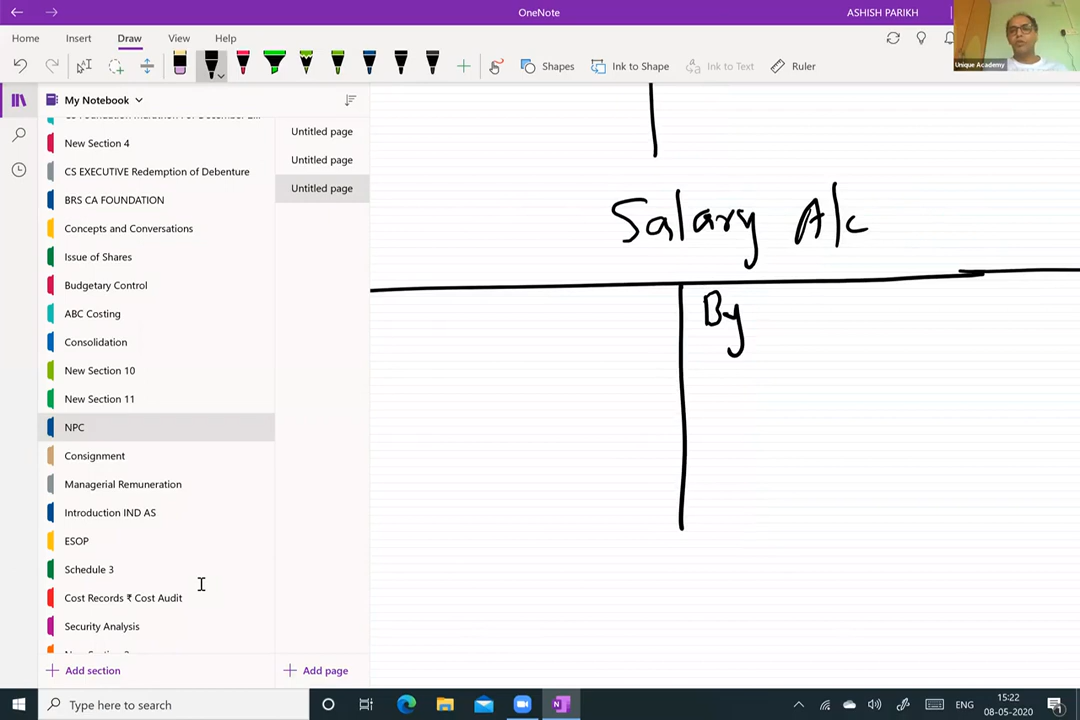 OneNote
ASHISH PARIKH
Home Insert Draw View Help
Shapes Ink to Shape Ink to Text Ruler
Unique Academy
My Notebook
New Section 4
CS EXECUTIVE Redemption of Debenture
BRS CA FOUNDATION
Concepts and Conversations
Issue of Shares
Budgetary Control
ABC Costing
Consolidation
New Section 10
New Section 11
NPC
Consignment
Managerial Remuneration
Introduction IND AS
ESOP
Schedule 3
Cost Records ₹ Cost Audit
Security Analysis
Add section
Untitled page
Untitled page
Untitled page
Add page
Salary A/c
By
Type here to search
ENG
15:22
08-05-2020
1